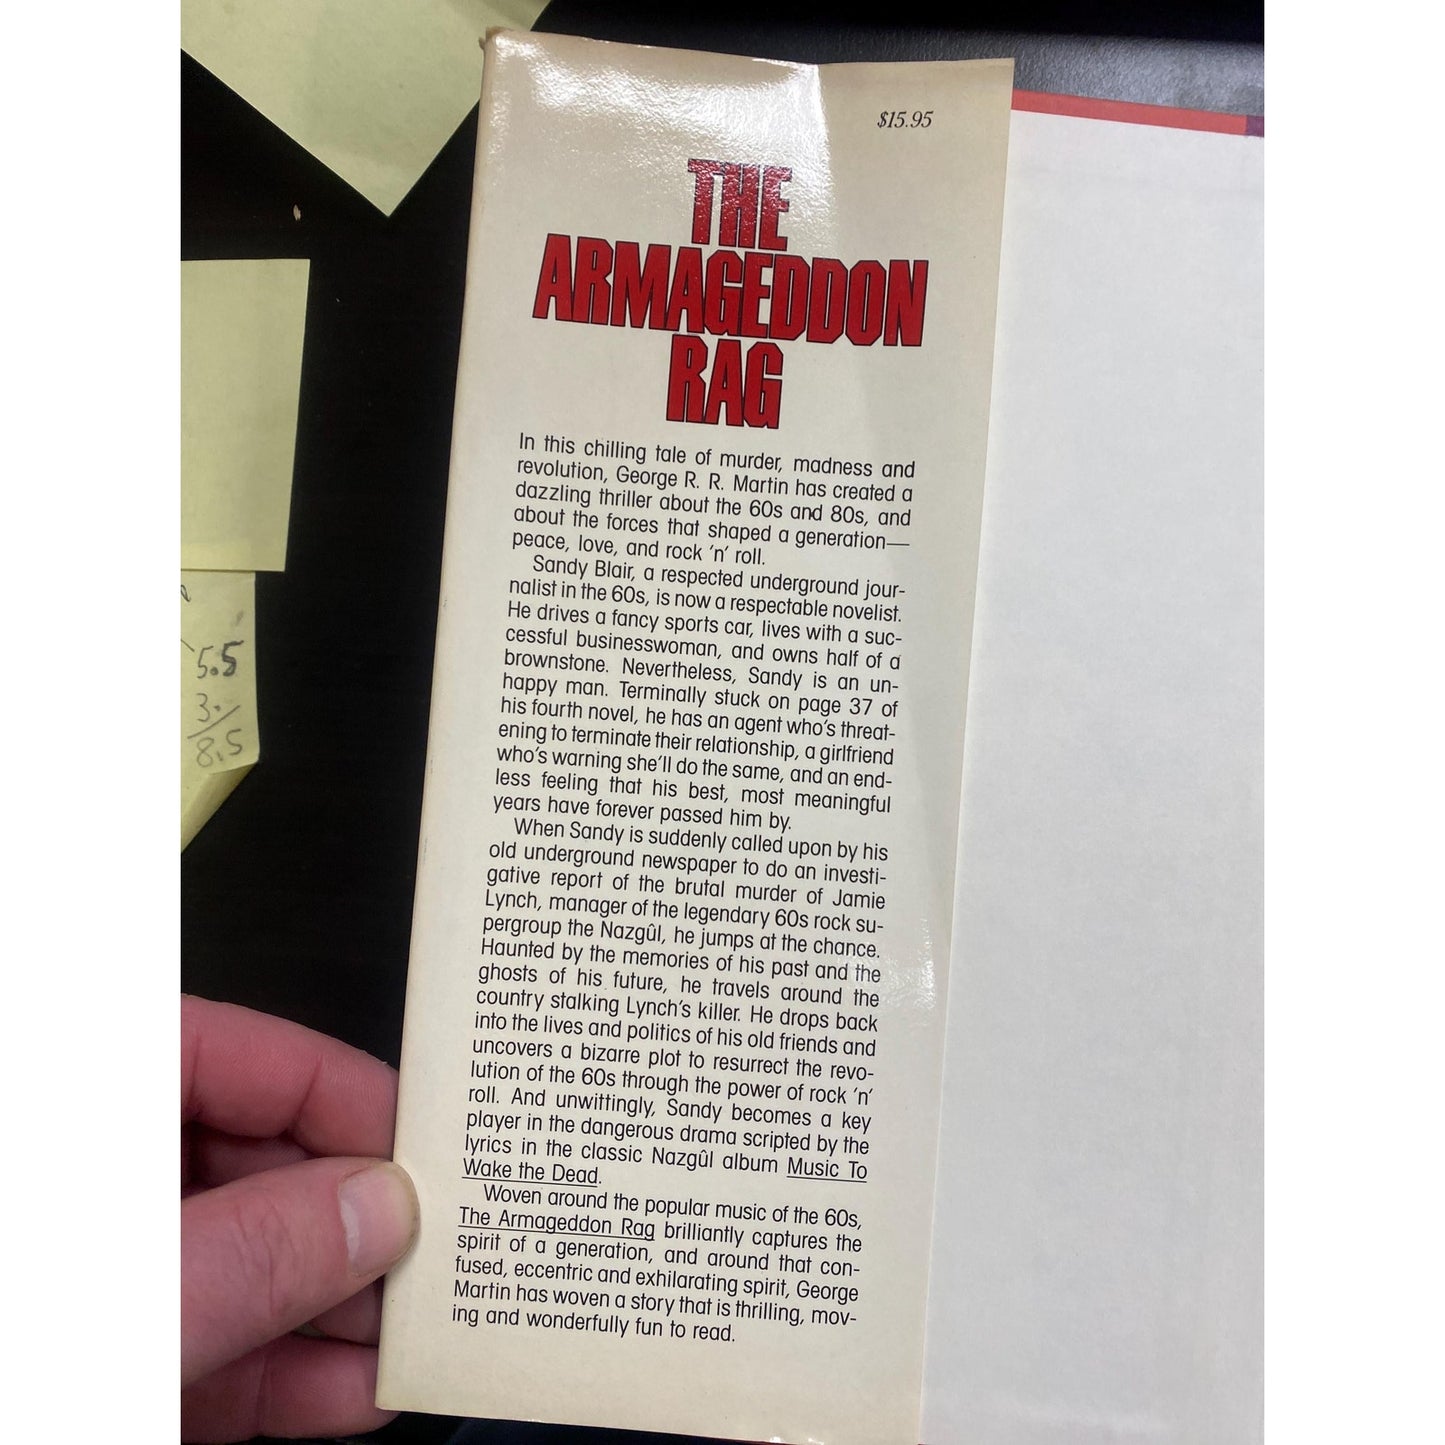 $15.95
THE
ARMAGEDDON
RAG
In this chilling tale of murder, madness and
revolution, George R. R. Martin has created a
dazzling thriller about the 60s and 80s, and
about the forces that shaped a generation—
peace, love, and rock 'n' roll.
Sandy Blair, a respected underground jour-
nalist in the 60s, is now a respectable novelist.
He drives a fancy sports car, lives with a suc-
cessful businesswoman, and owns half of a
brownstone. Nevertheless, Sandy is an un-
happy man. Terminally stuck on page 37 of
his fourth novel, he has an agent who's threat-
ening to terminate their relationship, a girlfriend
who's warning she'll do the same, and an end-
less feeling that his best, most meaningful
years have forever passed him by.
When Sandy is suddenly called upon by his
old underground newspaper to do an investi-
gative report of the brutal murder of Jamie
Lynch, manager of the legendary 60s rock su-
pergroup the Nazgûl, he jumps at the chance.
Haunted by the memories of his past and the
ghosts of his future, he travels around the
country stalking Lynch's killer. He drops back
into the lives and politics of his old friends and
uncovers a bizarre plot to resurrect the revo-
lution of the 60s through the power of rock 'n'
roll. And unwittingly, Sandy becomes a key
player in the dangerous drama scripted by the
lyrics in the classic Nazgûl album Music To
Wake the Dead.
Woven around the popular music of the 60s,
The Armageddon Rag brilliantly captures the
spirit of a generation, and around that con-
fused, eccentric and exhilarating spirit, George
Martin has woven a story that is thrilling, mov-
ing and wonderfully fun to read.
5.5
3.
8.5